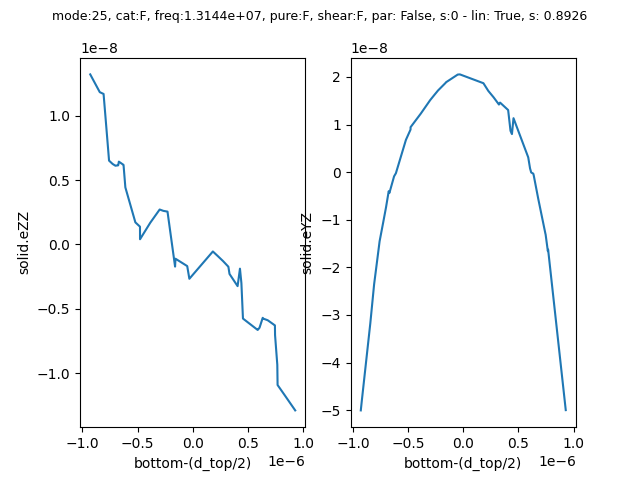 mode:25, cat:F, freq:1.3144e+07, pure:F, shear:F, par: False, s:0 - lin: True, s: 0.8926
1e−8
1.0
0.5
0.0
−0.5
−1.0
solid.eZZ
−1.0
−0.5
0.0
0.5
1.0
1e−6
bottom-(d_top/2)
1e−8
2
1
0
−1
−2
−3
−4
−5
solid.eYZ
−1.0
−0.5
0.0
0.5
1.0
1e−6
bottom-(d_top/2)